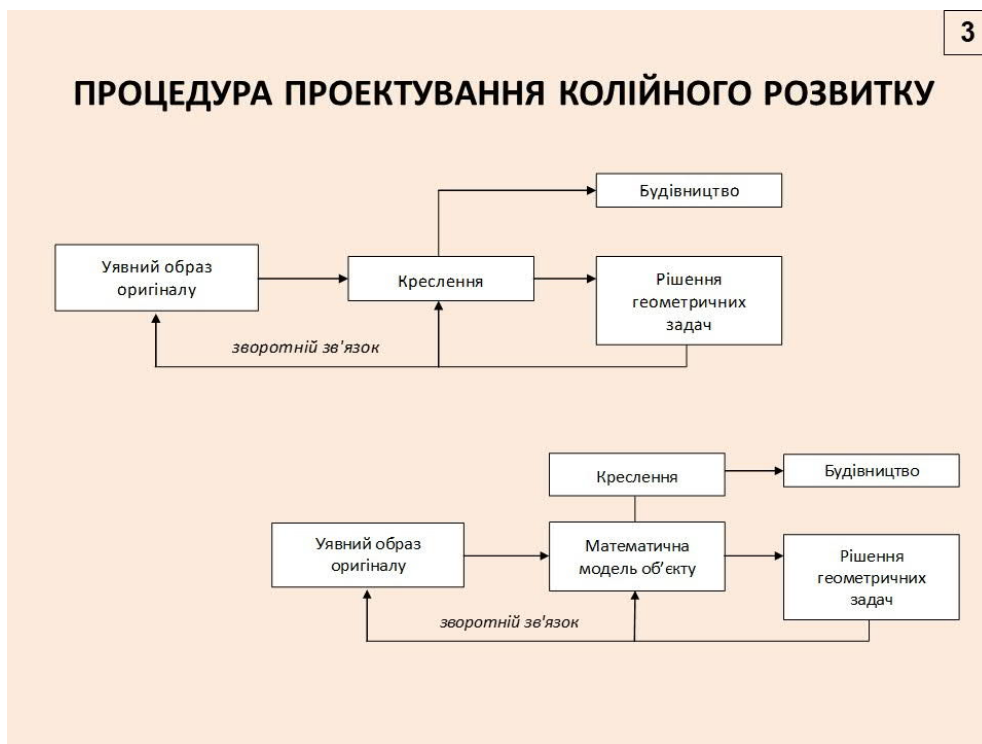 3
ПРОЦЕДУРА ПРОЕКТУВАННЯ КОЛІЙНОГО РОЗВИТКУ
Будівництво
Уявний образ
оригіналу
Креслення
Рішення
геометричних
задач
зворотній зв'язок
Креслення
Будівництво
Уявний образ
оригіналу
Математична
модель об’єкту
Рішення
геометричних
задач
зворотній зв'язок